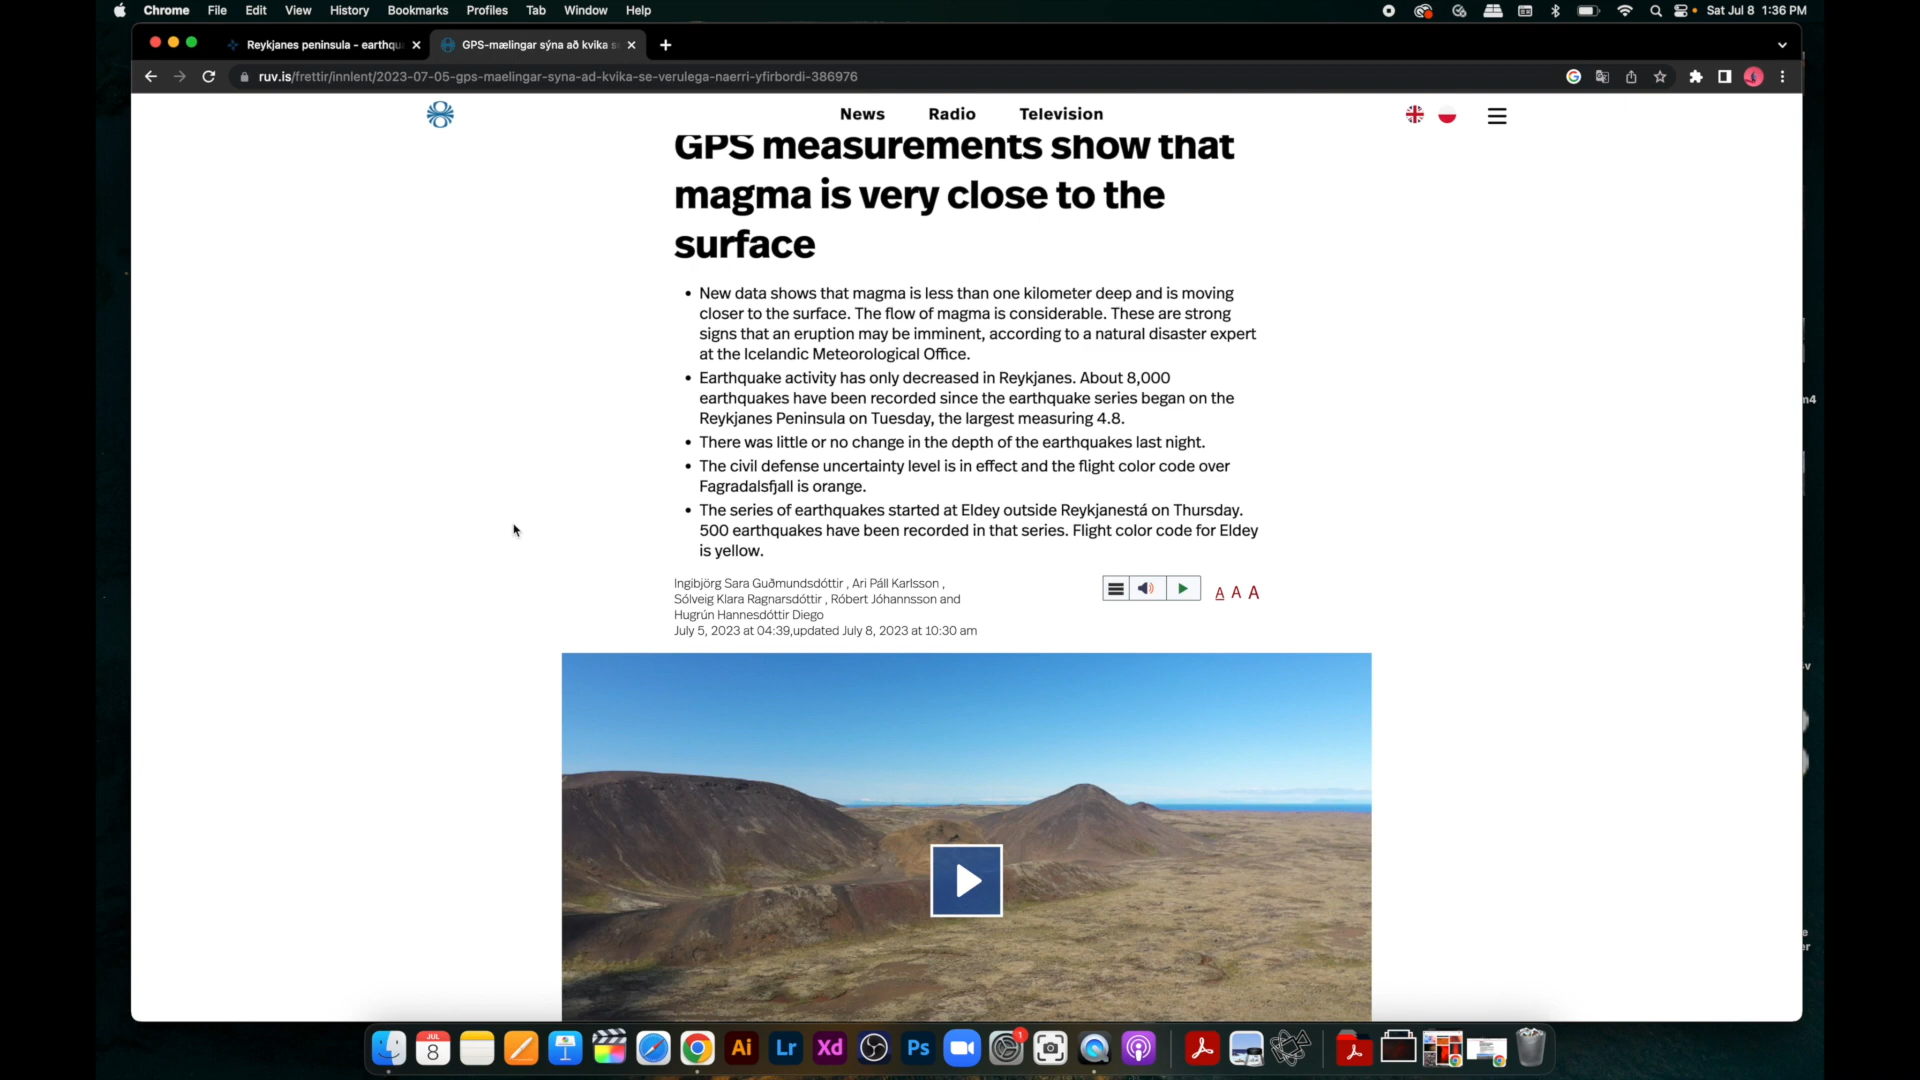 Chrome File Edit View History Bookmarks Profiles Tab Window Help
Sat Jul 8 1:36 PM
Reykjanes peninsula - earthqu
GPS-mælingar sýna að kvika s
ruv.is/frettir/innlent/2023-07-05-gps-maelingar-syna-ad-kvika-se-verulega-naerri-yfirbordi-386976
News Radio Television
GPS measurements show that
magma is very close to the
surface
• New data shows that magma is less than one kilometer deep and is moving
closer to the surface. The flow of magma is considerable. These are strong
signs that an eruption may be imminent, according to a natural disaster expert
at the Icelandic Meteorological Office.
• Earthquake activity has only decreased in Reykjanes. About 8,000
earthquakes have been recorded since the earthquake series began on the
Reykjanes Peninsula on Tuesday, the largest measuring 4.8.
• There was little or no change in the depth of the earthquakes last night.
• The civil defense uncertainty level is in effect and the flight color code over
Fagradalsfjall is orange.
• The series of earthquakes started at Eldey outside Reykjanestá on Thursday.
500 earthquakes have been recorded in that series. Flight color code for Eldey
is yellow.
Ingibjörg Sara Guðmundsdóttir , Ari Páll Karlsson ,
Sólveig Klara Ragnarsdóttir , Róbert Jóhannsson and
Hugrún Hannesdóttir Diego
July 5, 2023 at 04:39,updated July 8, 2023 at 10:30 am
A A A
JUL
8
Ai Lr Xd Ps
1